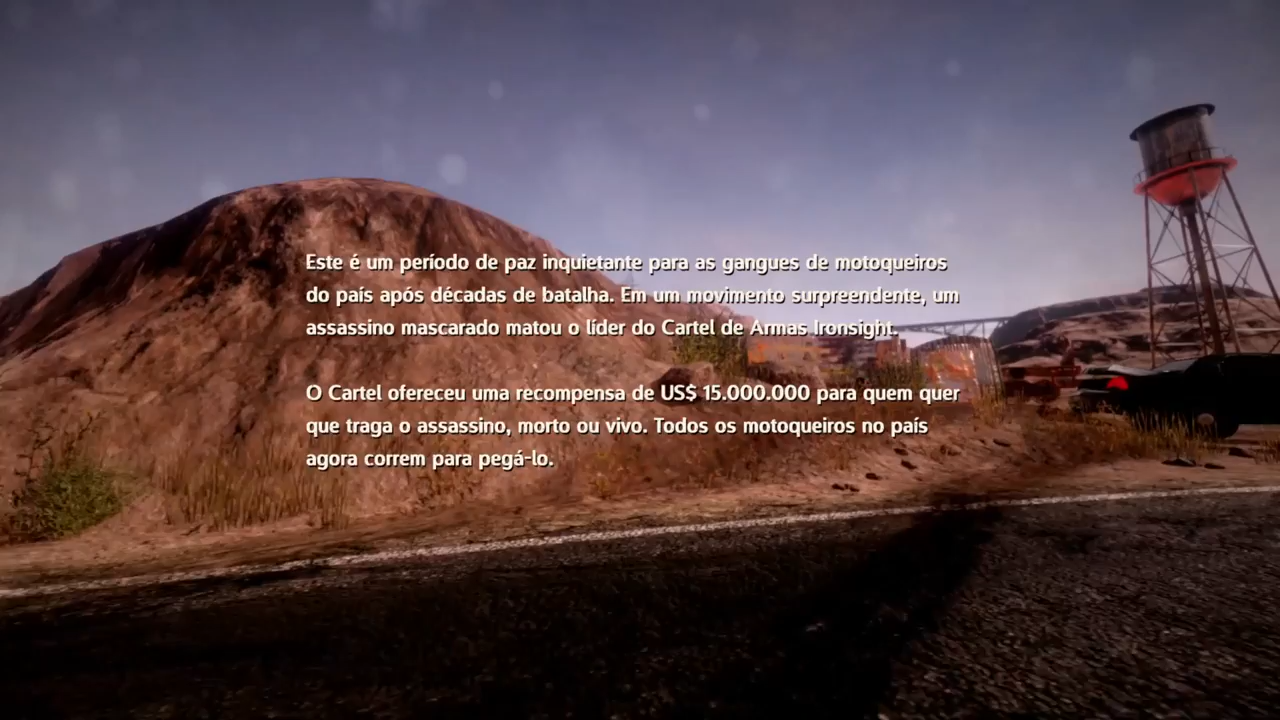 Este é um período de paz inquietante para as gangues de motoqueiros
do país após décadas de batalha. Em um movimento surpreendente, um
assassino mascarado matou o líder do Cartel de Armas Ironsight.
O Cartel ofereceu uma recompensa de US$ 15.000.000 para quem quer
que traga o assassino, morto ou vivo. Todos os motoqueiros no país
agora correm para pegá-lo.